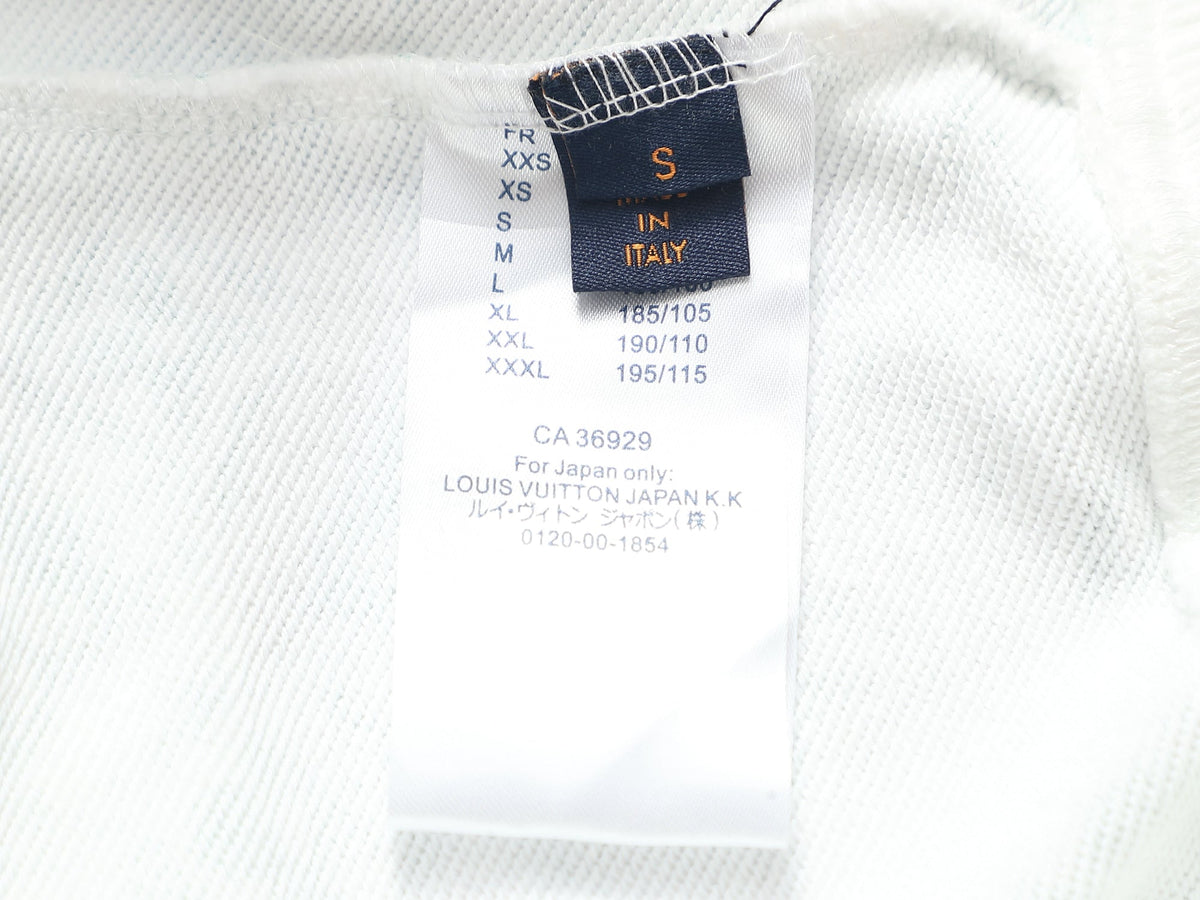 S
MADE
IN
ITALY
FR
XXS
XS
S
M
L
XL 185/105
XXL 190/110
XXXL 195/115
CA 36929
For Japan only:
LOUIS VUITTON JAPAN K.K
ルイ・ヴィトン ジャポン(株)
0120-00-1854